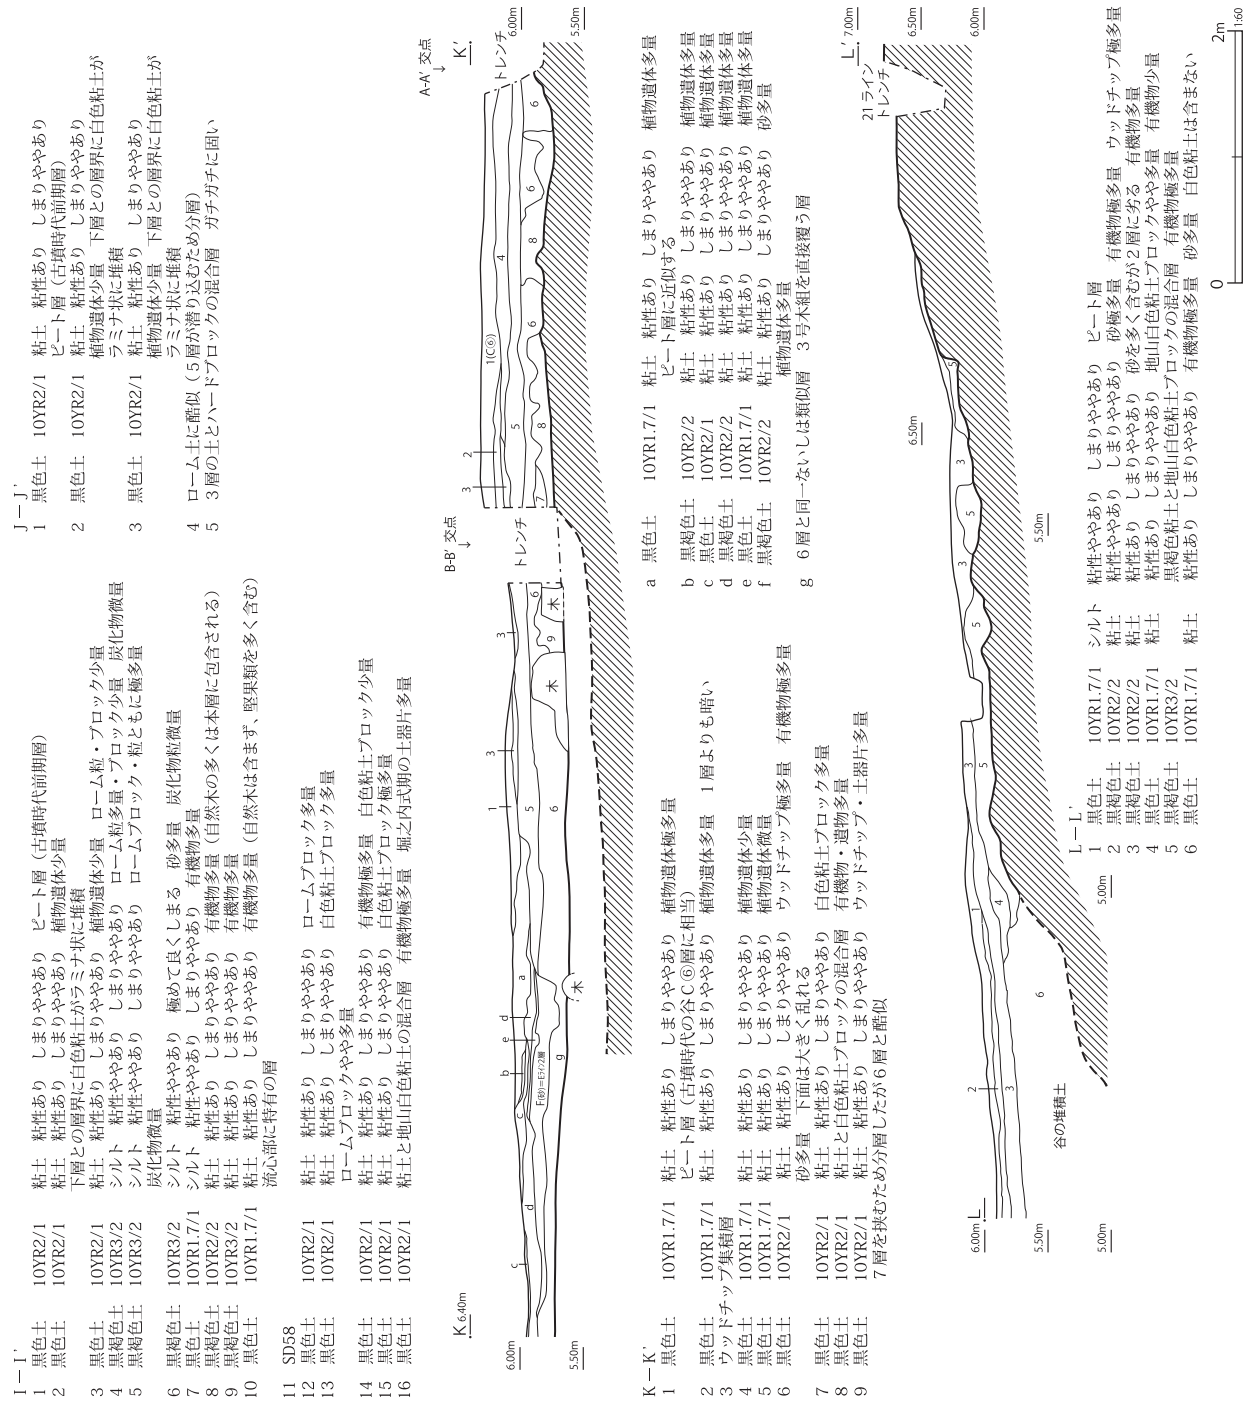 I－I'
1　黒色土　10YR2/1　粘土　粘性あり　しまりややあり　ピート層（古墳時代前期層）
2　黒色土　10YR2/1　粘土　粘性あり　しまりややあり　植物遺体少量
下層との層界に白色粘土がラミナ状に堆積
3　黒色土　10YR2/1　粘土　粘性あり　しまりややあり　植物遺体少量　ローム粒・ブロック少量
4　黒褐色土　10YR3/2　シルト　粘性ややあり　しまりややあり　ローム粒多量・ブロック少量　炭化物微量
5　黒褐色土　10YR3/2　シルト　粘性ややあり　しまりややあり　ロームブロック・粒ともに極多量
炭化物微量
6　黒褐色土　10YR3/2　シルト　粘性ややあり　極めて良くしまる　砂多量　炭化物粒微量
7　黒色土　10YR1.7/1　シルト　粘性ややあり　しまりややあり　有機物多量
8　黒褐色土　10YR2/2　粘土　粘性あり　しまりややあり　有機物多量（自然木の多くは本層に包含される）
9　黒褐色土　10YR3/2　粘土　粘性あり　しまりややあり　有機物多量
10　黒色土　10YR1.7/1　粘土　粘性あり　しまりややあり　有機物多量（自然木は含まず、堅果類を多く含む）
流心部に特有の層
11　SD58
12　黒色土　10YR2/1　粘土　粘性あり　しまりややあり　ロームブロック多量
13　黒色土　10YR2/1　粘土　粘性あり　しまりややあり　白色粘土ブロック多量
ロームブロックやや多量
14　黒色土　10YR2/1　粘土　粘性あり　しまりややあり　有機物極多量　白色粘土ブロック少量
15　黒色土　10YR2/1　粘土　粘性あり　しまりややあり　白色粘土ブロック極多量
16　黒色土　10YR2/1　粘土と地山白色粘土の混合層　有機物極多量　堀之内式期の土器片多量
J－J'
1　黒色土　10YR2/1　粘土　粘性あり　しまりややあり
ピート層（古墳時代前期層）
2　黒色土　10YR2/1　粘土　粘性あり　しまりややあり
植物遺体少量　下層との層界に白色粘土が
ラミナ状に堆積
3　黒色土　10YR2/1　粘土　粘性あり　しまりややあり
植物遺体少量　下層との層界に白色粘土が
ラミナ状に堆積
4　ローム土に酷似（５層が潜り込むため分層）
5　３層の土とハードブロックの混合層　ガチガチに固い
K 6.40m
6.00m
5.50m
c
d
c
b
e
d
a
F(砂)=Eライン2層
g
木
5
6
1
3
木
9
3
6
木
B-B' 交点
↓
トレンチ
3
2
7
8
5
1(C⑥)
6
4
8
6
6
トレンチ
A-A' 交点
↓
K'
6.00m
5.50m
K－K'
1　黒色土　10YR1.7/1　粘土　粘性あり　しまりややあり　植物遺体極多量
ピート層（古墳時代の谷Ｃ⑥層に相当）
2　黒色土　10YR1.7/1　粘土　粘性あり　しまりややあり　植物遺体多量　１層よりも暗い
3　ウッドチップ集積層
4　黒色土　10YR1.7/1　粘土　粘性あり　しまりややあり　植物遺体少量
5　黒色土　10YR1.7/1　粘土　粘性あり　しまりややあり　植物遺体微量
6　黒色土　10YR2/1　粘土　粘性あり　しまりややあり　ウッドチップ極多量　有機物極多量
砂多量　下面は大きく乱れる
7　黒色土　10YR2/1　粘土　粘性あり　しまりややあり　白色粘土ブロック多量
8　黒色土　10YR2/1　粘土と白色粘土ブロックの混合層　有機物・遺物多量
9　黒色土　10YR2/1　粘土　粘性あり　しまりややあり　ウッドチップ・土器片多量
７層を挟むため分層したが６層と酷似
a　黒色土　10YR1.7/1　粘土　粘性あり　しまりややあり　植物遺体多量
ピート層に近似する
b　黒褐色土　10YR2/2　粘土　粘性あり　しまりややあり　植物遺体多量
c　黒色土　10YR2/1　粘土　粘性あり　しまりややあり　植物遺体多量
d　黒褐色土　10YR2/2　粘土　粘性あり　しまりややあり　植物遺体多量
e　黒色土　10YR1.7/1　粘土　粘性あり　しまりややあり　植物遺体多量
f　黒褐色土　10YR2/2　粘土　粘性あり　しまりややあり　砂多量
植物遺体多量
g　６層と同一ないしは類似層　３号木組を直接覆う層
L
6.00m
5.50m
5.00m
2
3
谷の堆積土
6
1
4
5.00m
3
5
5
3
5
3
5.50m
5
6.50m
21 ライン
トレンチ
L'
7.00m
6.50m
6.00m
L－L'
1　黒色土　10YR1.7/1　シルト　粘性ややあり　しまりややあり　ピート層
2　黒褐色土　10YR2/2　粘土　粘性ややあり　しまりややあり　砂極多量　有機物極多量　ウッドチップ極多量
3　黒褐色土　10YR2/2　粘土　粘性あり　しまりややあり　砂を多く含むが２層に劣る　有機物多量
4　黒色土　10YR1.7/1　粘土　粘性あり　しまりややあり　地山白色粘土ブロックやや多量　有機物少量
5　黒褐色土　10YR3/2　黒褐色粘土と地山白色粘土ブロックの混合層　有機物極多量
6　黒色土　10YR1.7/1　粘土　粘性あり　しまりややあり　有機物極多量　砂多量　白色粘土は含まない
0
2m
1:60